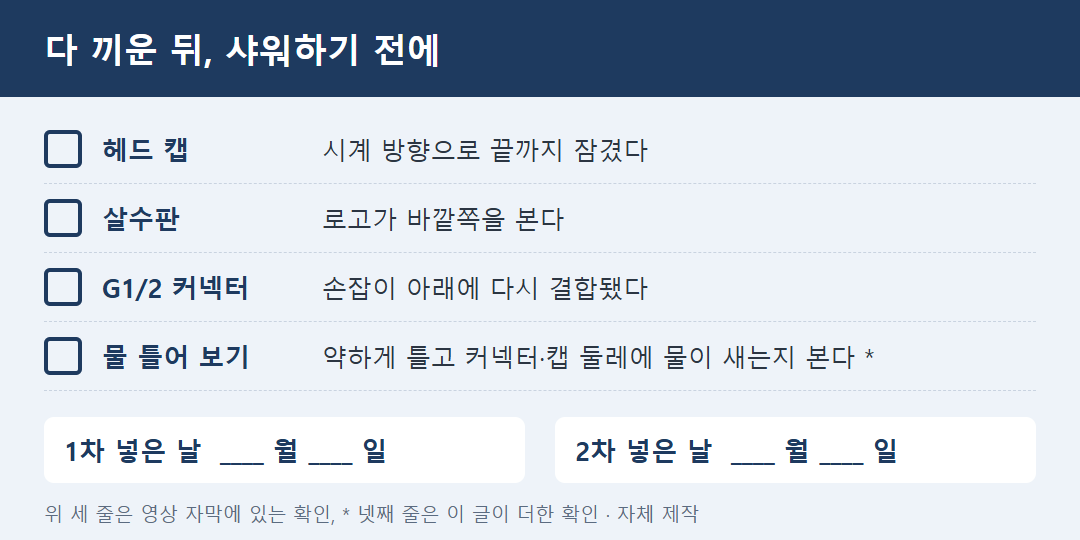 다 끼운 뒤, 샤워하기 전에
헤드 캡 시계 방향으로 끝까지 잠겼다
살수판 로고가 바깥쪽을 본다
G1/2 커넥터 손잡이 아래에 다시 결합됐다
물 틀어 보기 약하게 틀고 커넥터·캡 둘레에 물이 새는지 본다 *
1차 넣은 날 ____ 월 ____ 일 2차 넣은 날 ____ 월 ____ 일
위 세 줄은 영상 자막에 있는 확인, * 넷째 줄은 이 글이 더한 확인 · 자체 제작